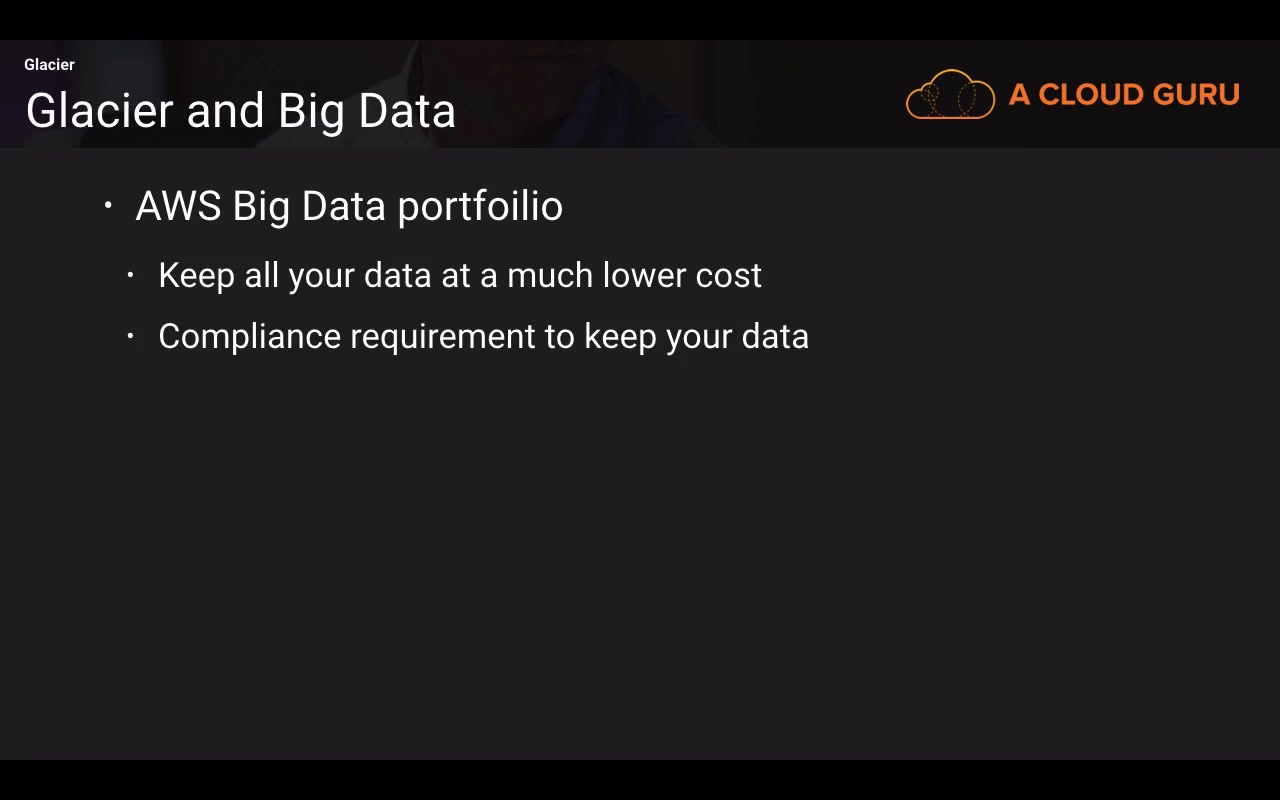 Glacier
Glacier and Big Data
A CLOUD GURU
• AWS Big Data portfoilio
• Keep all your data at a much lower cost
• Compliance requirement to keep your data